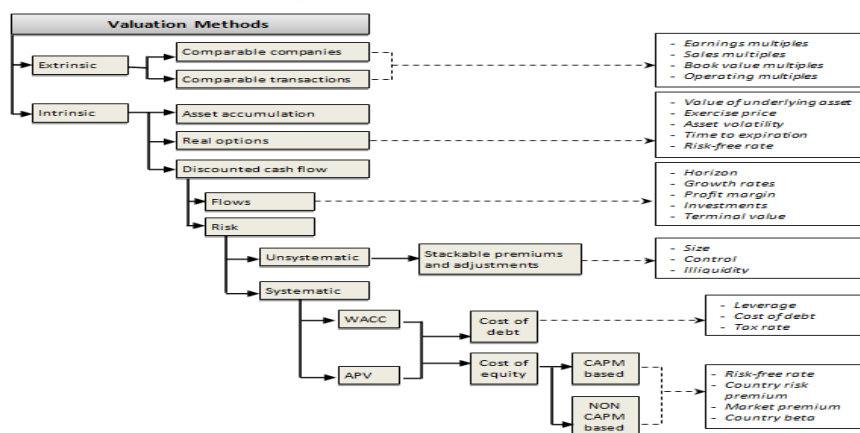 Valuation Methods
Extrinsic
Comparable companies
Comparable transactions
- Earnings multiples
- Sales multiples
- Book value multiples
- Operating multiples
Intrinsic
Asset accumulation
Real options
- Value of underlying asset
- Exercise price
- Asset volatility
- Time to expiration
- Risk-free rate
Discounted cash flow
Flows
- Horizon
- Growth rates
- Profit margin
- Investments
- Terminal value
Risk
Unsystematic
Stackable premiums
and adjustments
- Size
- Control
- Illiquidity
Systematic
WACC
APV
Cost of
debt
- Leverage
- Cost of debt
- Tax rate
Cost of
equity
CAPM
based
NON
CAPM
based
- Risk-free rate
- Country risk
premium
- Market premium
- Country beta